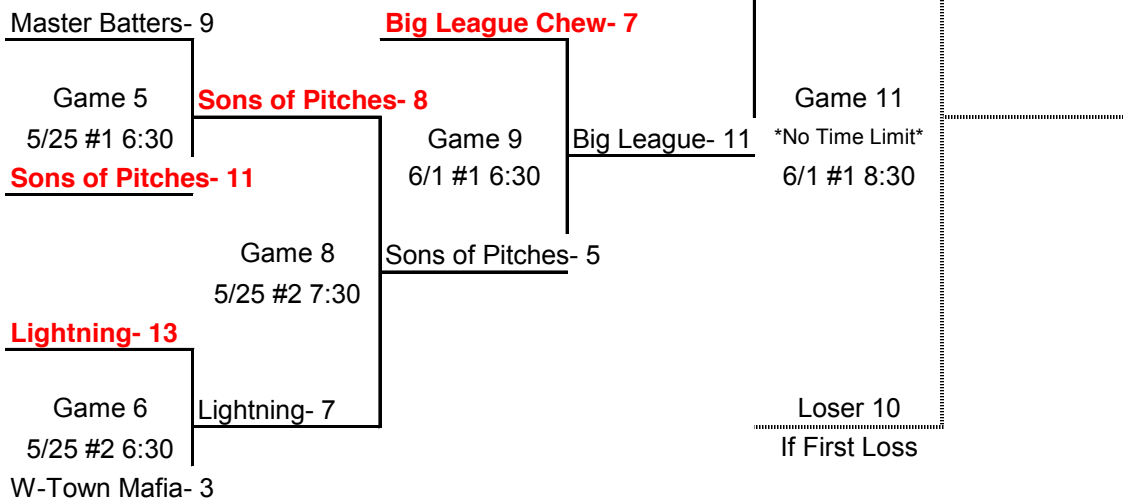 Master Batters- 9
Big League Chew- 7
Game 5
Sons of Pitches- 8
Game 11
5/25 #1 6:30
Game 9
Big League- 11
*No Time Limit*
Sons of Pitches- 11
6/1 #1 6:30
6/1 #1 8:30
Game 8
Sons of Pitches- 5
5/25 #2 7:30
Lightning- 13
Game 6
Lightning- 7
Loser 10
5/25 #2 6:30
If First Loss
W-Town Mafia- 3